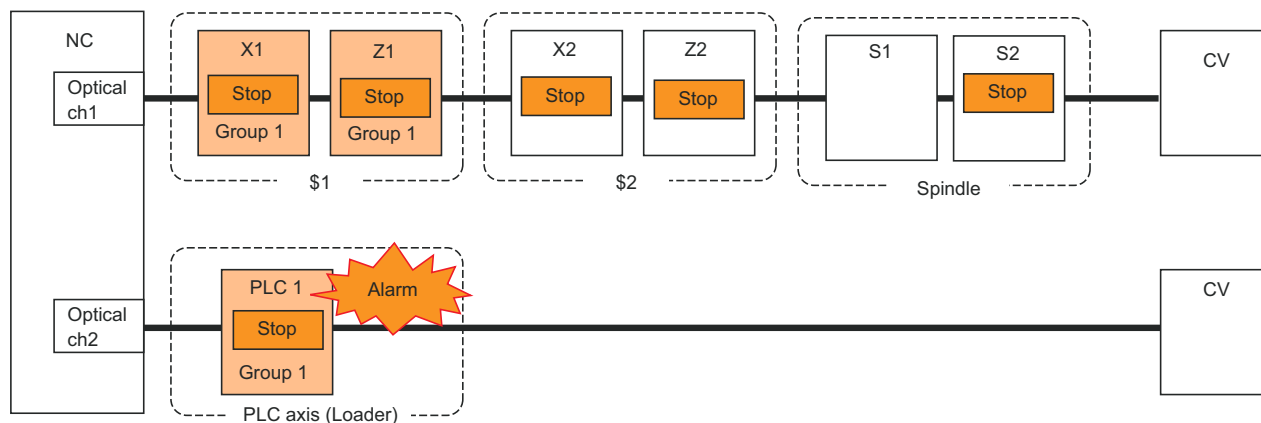 NC
Optical
ch1
X1
Stop
Group 1
Z1
Stop
Group 1
$1
X2
Stop
Z2
Stop
$2
S1
S2
Stop
Spindle
CV
Optical
ch2
PLC 1
Stop
Group 1
Alarm
PLC axis (Loader)
CV